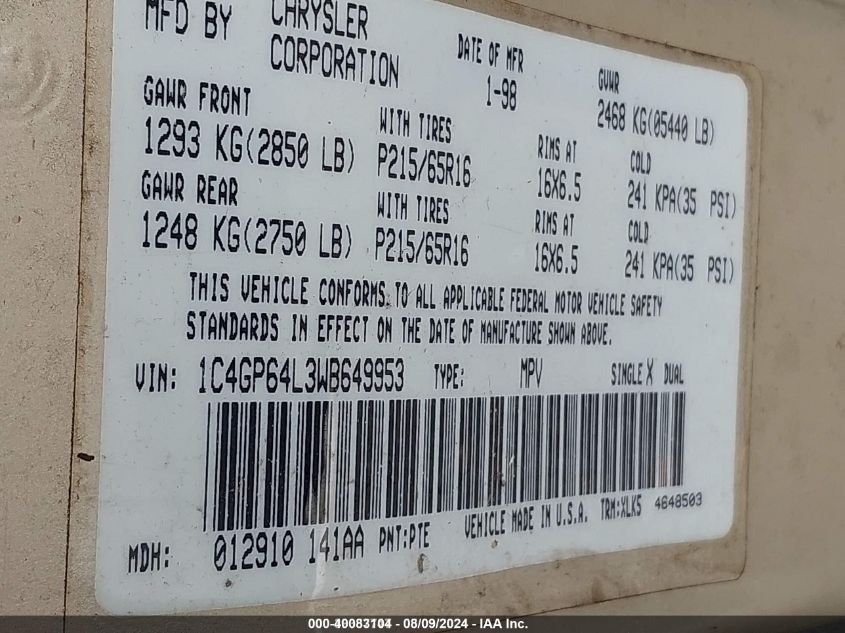 MFD BY CHRYSLER CORPORATION DATE OF MFR 1-98 GVWR 2468 KG(05440 LB)
GAWR FRONT
1293 KG(2850 LB) WITH TIRES P215/65R16 RIMS AT 16X6.5 COLD 241 KPA(35 PSI)
GAWR REAR
1248 KG(2750 LB) WITH TIRES P215/65R16 RIMS AT 16X6.5 COLD 241 KPA(35 PSI)
THIS VEHICLE CONFORMS TO ALL APPLICABLE FEDERAL MOTOR VEHICLE SAFETY
STANDARDS IN EFFECT ON THE DATE OF MANUFACTURE SHOWN ABOVE.
VIN: 1C4GP64L3WB649953 TYPE: MPV SINGLE X DUAL
MDH: 012910 141AA PNT:PTE VEHICLE MADE IN U.S.A. TRM:XLK5 4648503
000-40083104 - 08/09/2024 - IAA Inc.